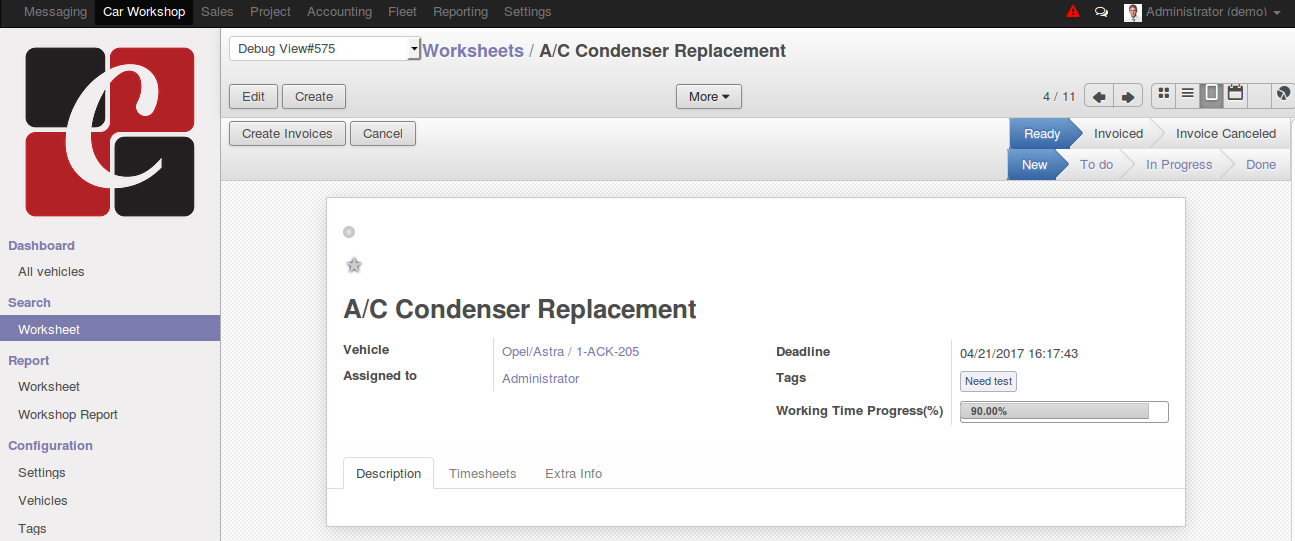 Messaging Car Workshop Sales Project Accounting Fleet Reporting Settings Administrator (demo)
Debug View#575 Worksheets / A/C Condenser Replacement
Edit Create More 4 / 11
Create Invoices Cancel Ready Invoiced Invoice Canceled
New To do In Progress Done
C
Dashboard
All vehicles
Search
Worksheet
Report
Worksheet
Workshop Report
Configuration
Settings
Vehicles
Tags
A/C Condenser Replacement
Vehicle Opel/Astra / 1-ACK-205
Assigned to Administrator
Deadline 04/21/2017 16:17:43
Tags Need test
Working Time Progress(%) 90.00%
Description Timesheets Extra Info